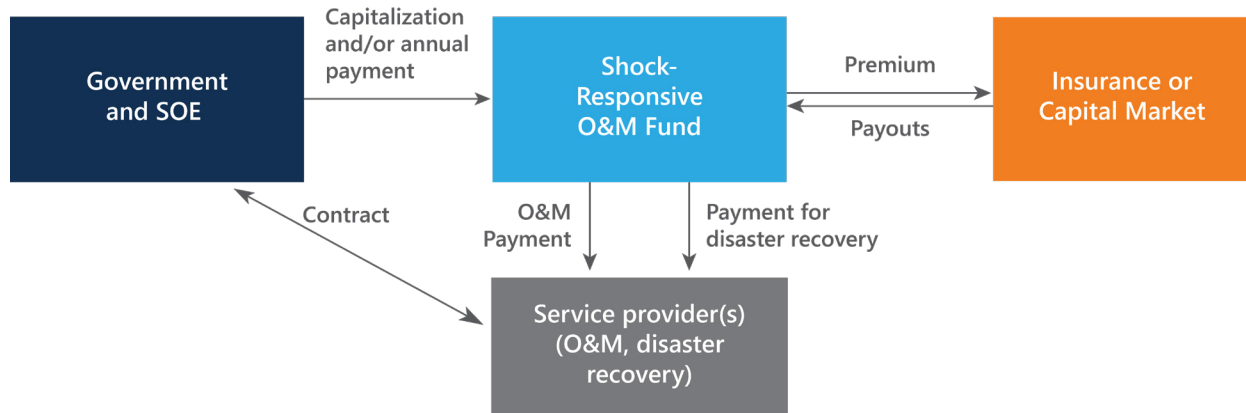 Government
and SOE
Capitalization
and/or annual
payment
Shock-
Responsive
O&M Fund
Premium
Payouts
Insurance or
Capital Market
Contract
O&M
Payment
Payment for
disaster recovery
Service provider(s)
(O&M, disaster
recovery)